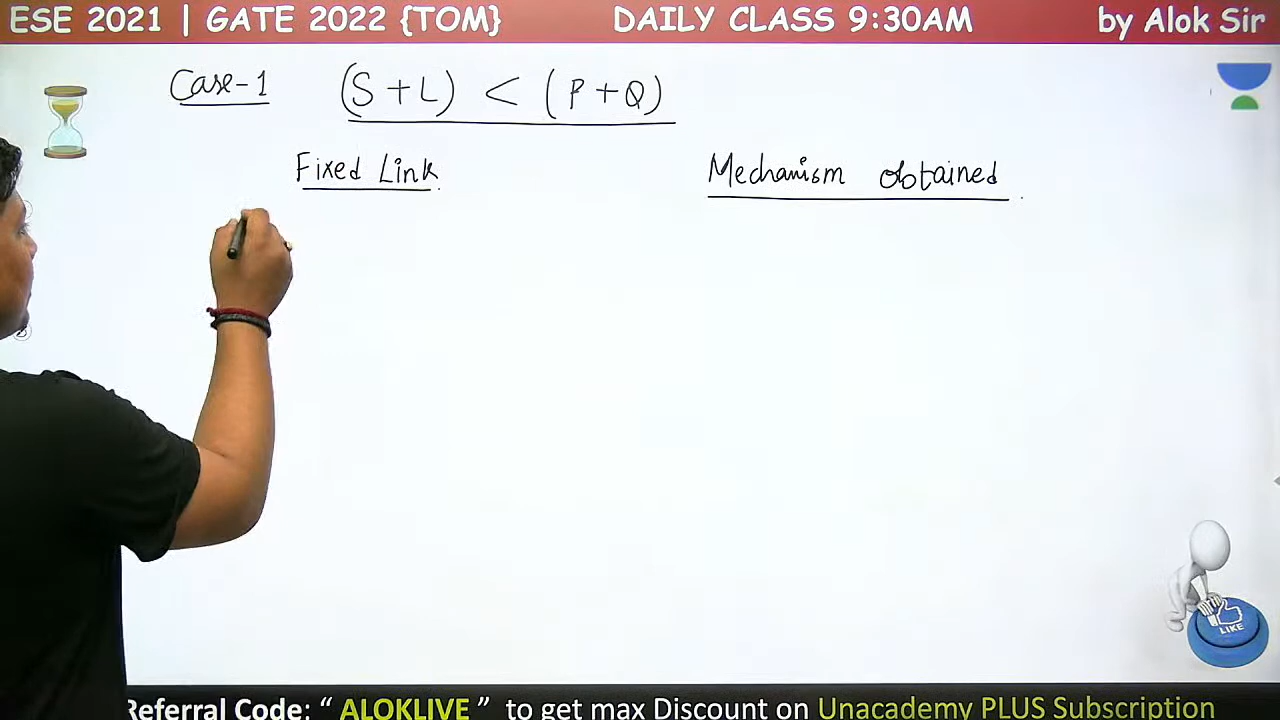 ESE 2021 | GATE 2022 {TOM} DAILY CLASS 9:30AM by Alok Sir
Case-1 (S+L) < (P+Q)
Fixed Link Mechanism obtained
LIKE
Referral Code: “ ALOKLIVE ” to get max Discount on Unacademy PLUS Subscription